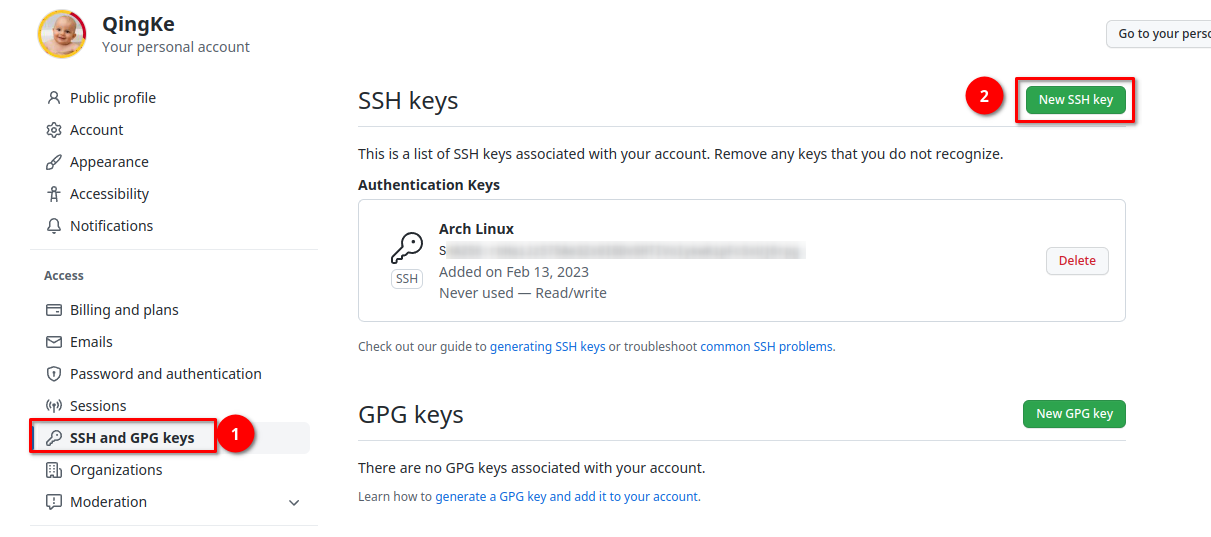 QingKe
Your personal account
Go to your
Public profile
Account
Appearance
Accessibility
Notifications
Access
Billing and plans
Emails
Password and authentication
Sessions
SSH and GPG keys
1
Organizations
Moderation
SSH keys
2
New SSH key
This is a list of SSH keys associated with your account. Remove any keys that you do not recognize.
Authentication Keys
SSH
Arch Linux
Added on Feb 13, 2023
Never used — Read/write
Delete
Check out our guide to generating SSH keys or troubleshoot common SSH problems.
GPG keys
New GPG key
There are no GPG keys associated with your account.
Learn how to generate a GPG key and add it to your account.